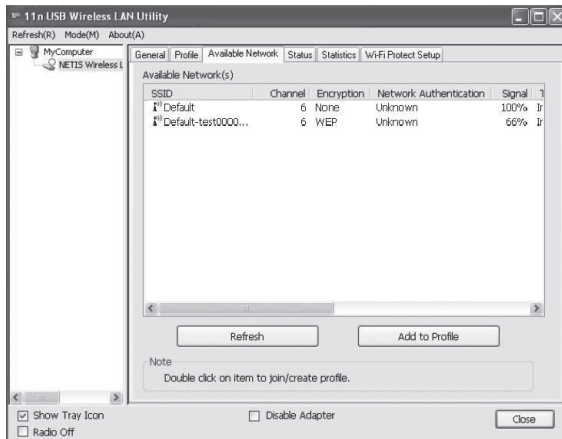 11n USB Wireless LAN Utility
Refresh(R) Mode(M) About(A)
MyComputer
NETIS Wireless L
General Profile Available Network Status Statistics Wi-Fi Protect Setup
Available Network(s)
SSID Channel Encryption Network Authentication Signal T
Default 6 None Unknown 100% Ir
Default-test0000... 6 WEP Unknown 66% Ir
Refresh Add to Profile
Note
Double click on item to join/create profile.
Show Tray Icon Disable Adapter Close
Radio Off